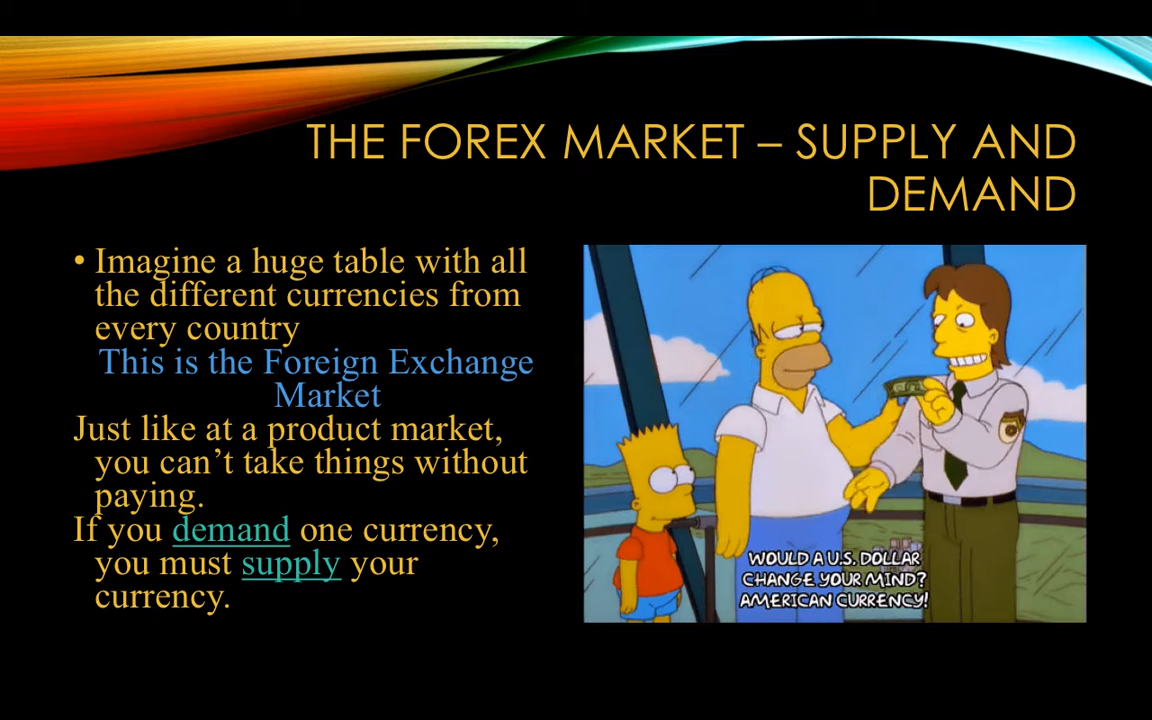 THE FOREX MARKET – SUPPLY AND
DEMAND
• Imagine a huge table with all
the different currencies from
every country
This is the Foreign Exchange
Market
Just like at a product market,
you can’t take things without
paying.
If you demand one currency,
you must supply your
currency.
WOULD A U.S. DOLLAR
CHANGE YOUR MIND?
AMERICAN CURRENCY!